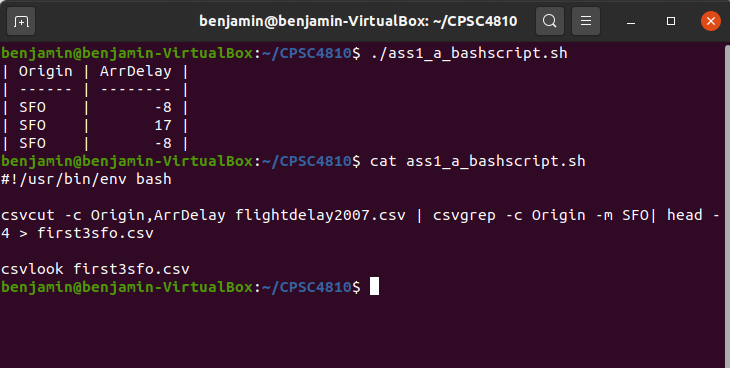 benjamin@benjamin-VirtualBox: ~/CPSC4810
benjamin@benjamin-VirtualBox:~/CPSC4810$ ./ass1_a_bashscript.sh
| Origin | ArrDelay |
| ------ | -------- |
| SFO    |       -8 |
| SFO    |       17 |
| SFO    |       -8 |
benjamin@benjamin-VirtualBox:~/CPSC4810$ cat ass1_a_bashscript.sh
#!/usr/bin/env bash
csvcut -c Origin,ArrDelay flightdelay2007.csv | csvgrep -c Origin -m SFO| head -
4 > first3sfo.csv
csvlook first3sfo.csv
benjamin@benjamin-VirtualBox:~/CPSC4810$